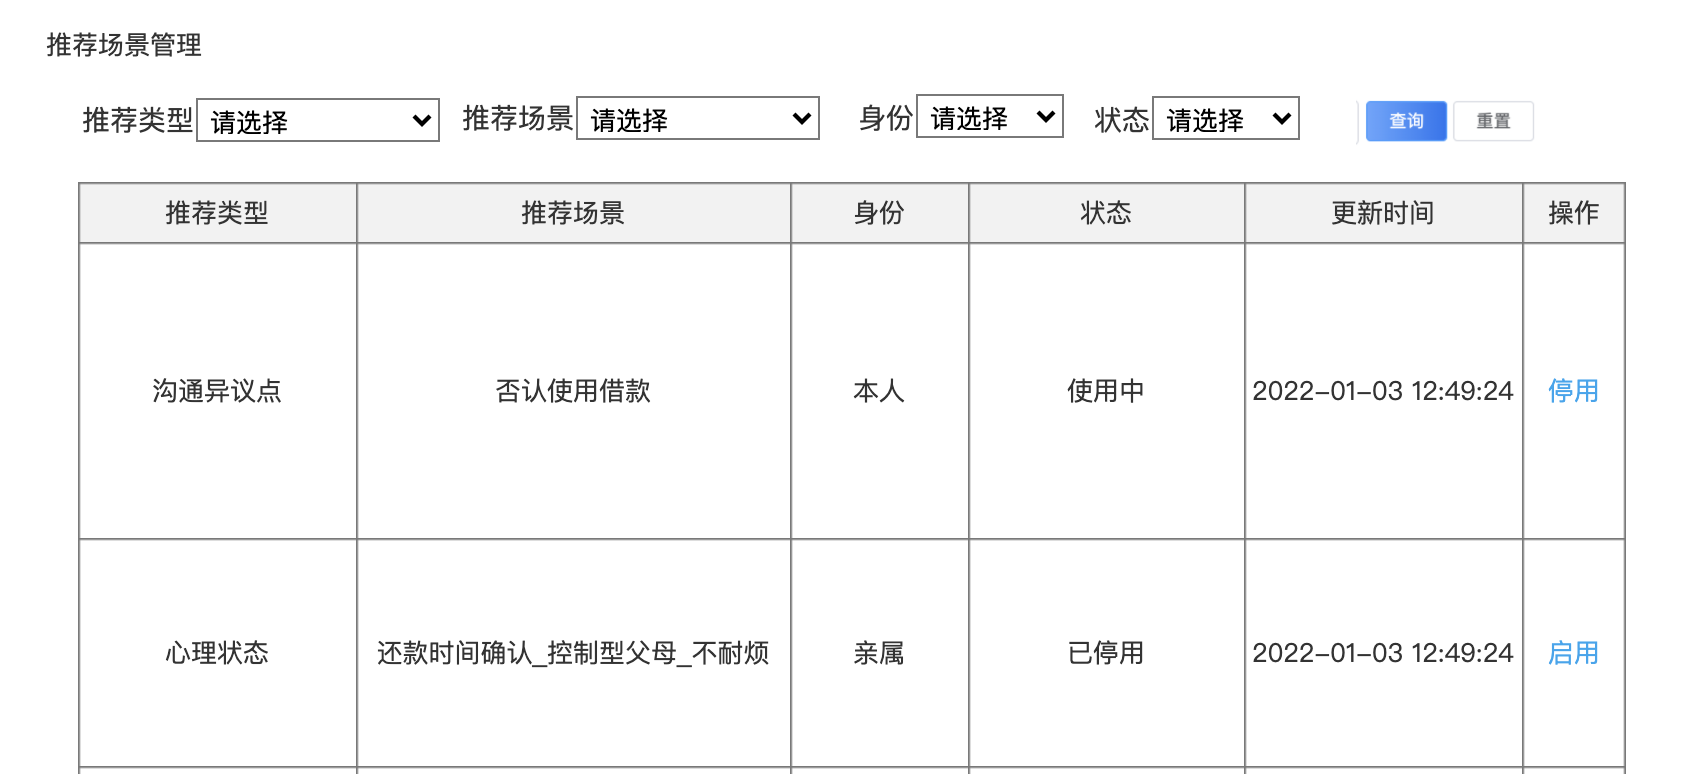 推荐场景管理
推荐类型 请选择 推荐场景 请选择 身份 请选择 状态 请选择 查询 重置
推荐类型 推荐场景 身份 状态 更新时间 操作
沟通异议点 否认使用借款 本人 使用中 2022-01-03 12:49:24 停用
心理状态 还款时间确认_控制型父母_不耐烦 亲属 已停用 2022-01-03 12:49:24 启用